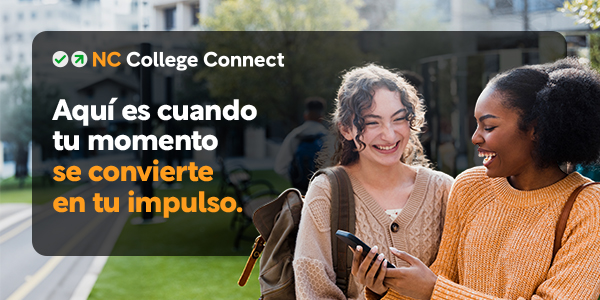 NC College Connect
Aquí es cuando
tu momento
se convierte
en tu impulso.